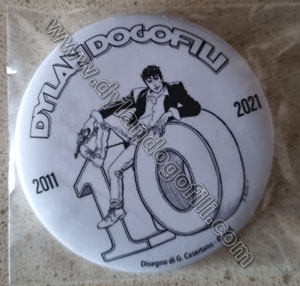 DYLANDOGOFILI
2011
2021
10
Disegno di G. Casertano
www.dylandogofili.com